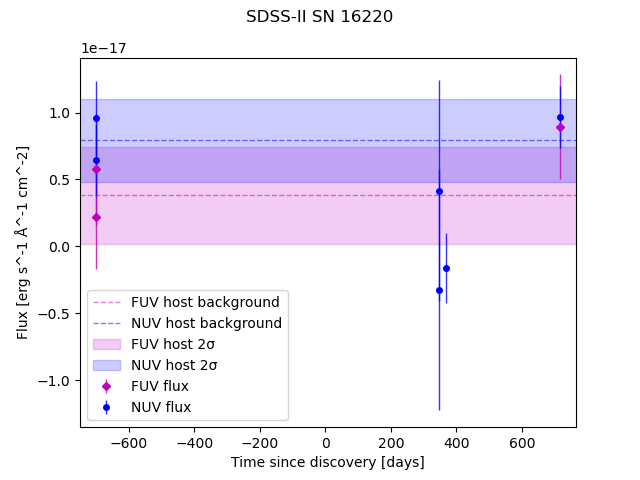 SDSS-II SN 16220
1e−17
1.0
0.5
0.0
−0.5
−1.0
Flux [erg s^-1 Å^-1 cm^-2]
FUV host background
NUV host background
FUV host 2σ
NUV host 2σ
FUV flux
NUV flux
−600 −400 −200 0 200 400 600
Time since discovery [days]